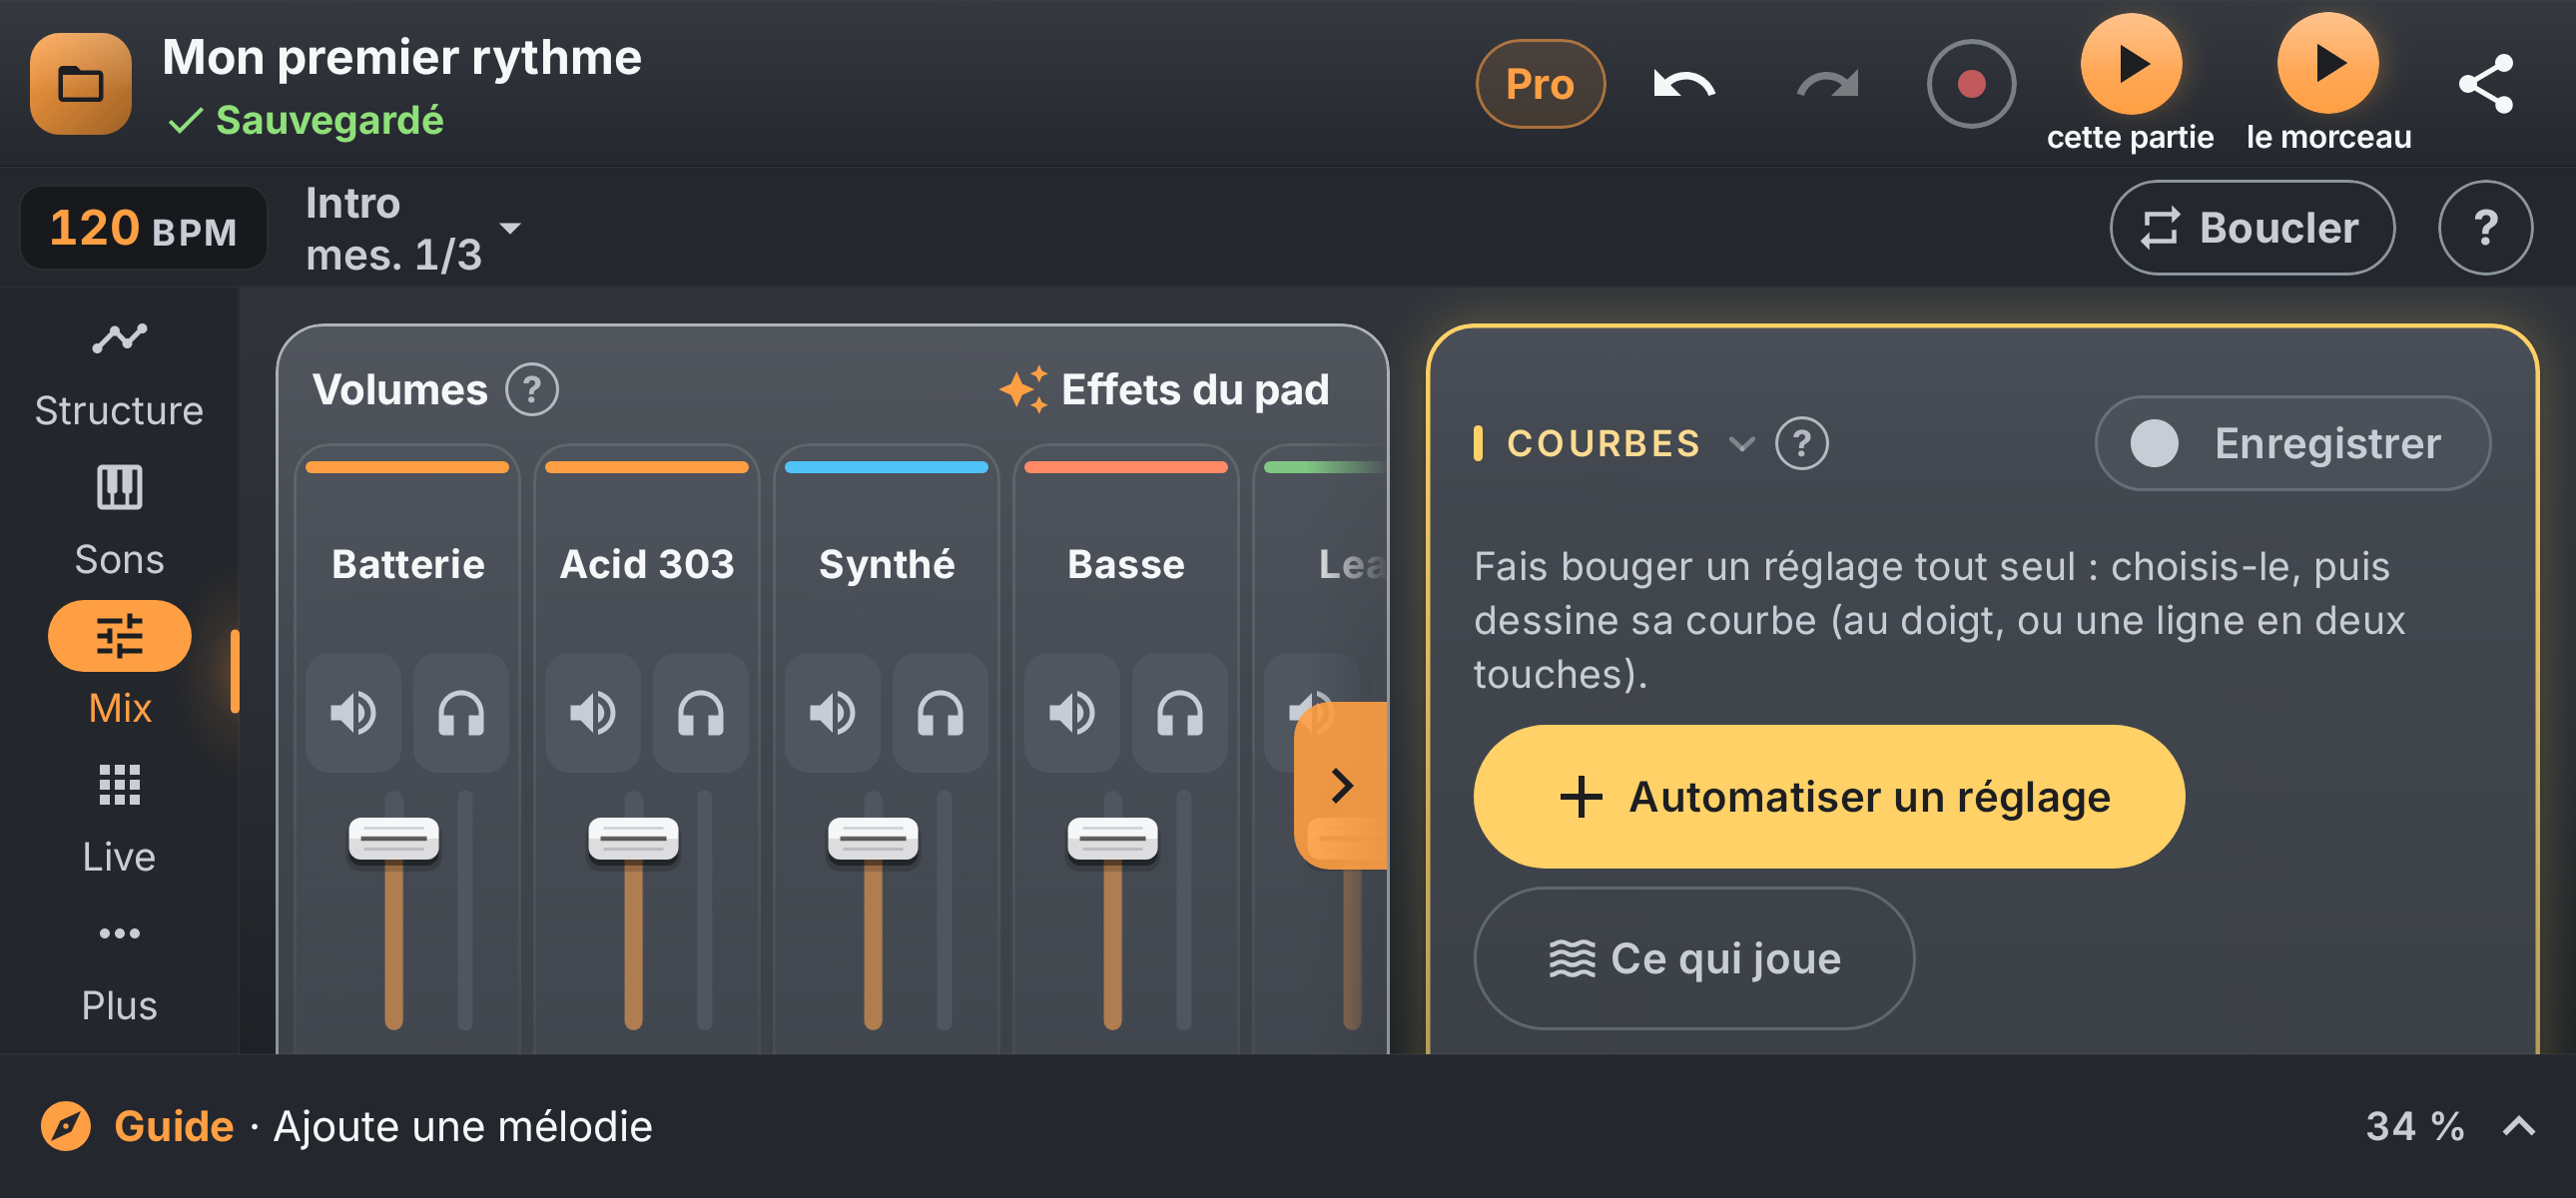 Mon premier rythme
Sauvegardé
Pro
cette partie
le morceau
120 BPM
Intro
mes. 1/3
Boucler
?
Structure
Sons
Mix
Live
Plus
Volumes ?
Effets du pad
Batterie
Acid 303
Synthé
Basse
Lea
COURBES ?
Enregistrer
Fais bouger un réglage tout seul : choisis-le, puis
dessine sa courbe (au doigt, ou une ligne en deux
touches).
+ Automatiser un réglage
Ce qui joue
Guide · Ajoute une mélodie
34 %